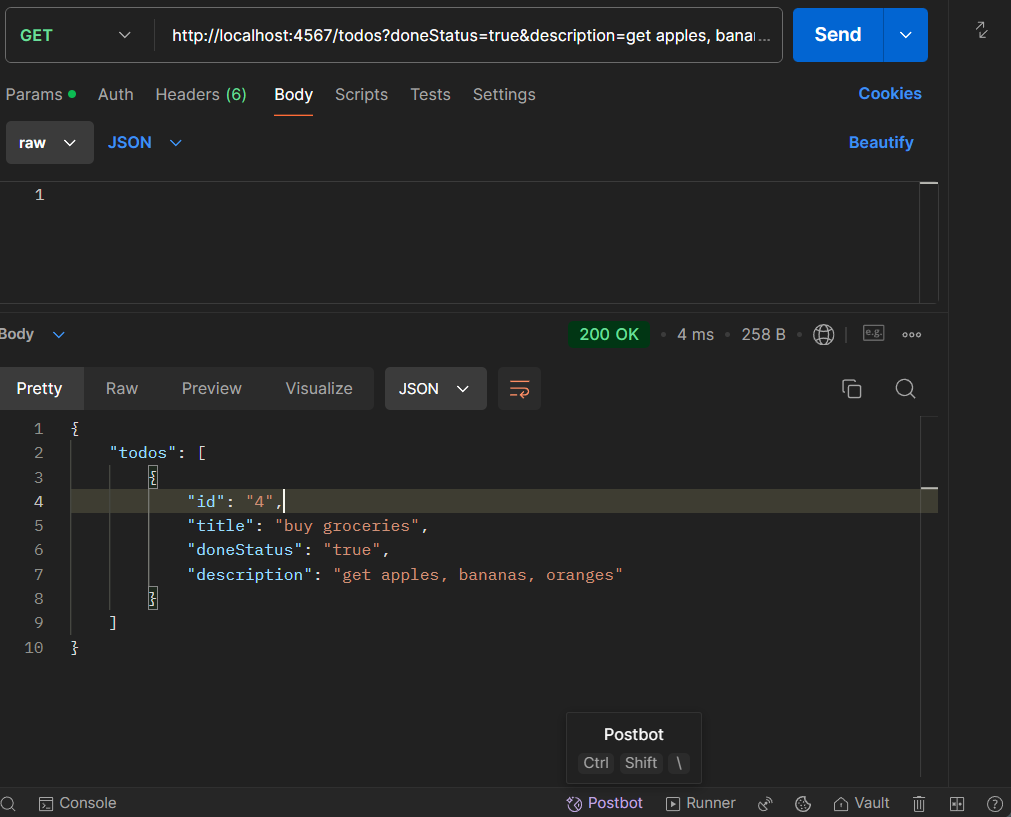 GET http://localhost:4567/todos?doneStatus=true&description=get apples, bana... Send
Params Auth Headers (6) Body Scripts Tests Settings Cookies
raw JSON Beautify
1
Body 200 OK • 4 ms • 258 B • e.g.
Pretty Raw Preview Visualize JSON
1 {
2 "todos": [
3 {
4 "id": "4",
5 "title": "buy groceries",
6 "doneStatus": "true",
7 "description": "get apples, bananas, oranges"
8 }
9 ]
10 }
Postbot
Ctrl Shift \
Console Postbot Runner Vault